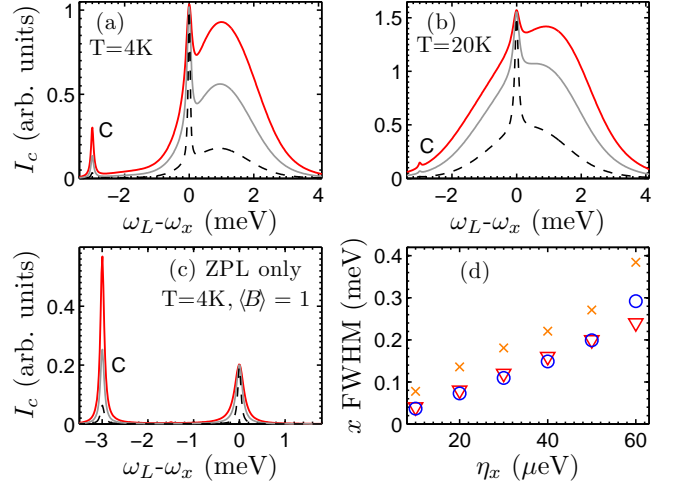 (a)
T=4K
C
I_c (arb. units)
1
0.5
0
−2 0 2 4
ω_L-ω_x (meV)
(b)
T=20K
C
1.5
1
0.5
0
−2 0 2 4
ω_L-ω_x (meV)
(c) ZPL only
T=4K, ⟨B⟩ = 1
C
I_c (arb. units)
0.4
0.2
0
−3 −2 −1 0 1
ω_L-ω_x (meV)
(d)
x FWHM (meV)
0.4
0.3
0.2
0.1
0
20 40 60
η_x (μeV)